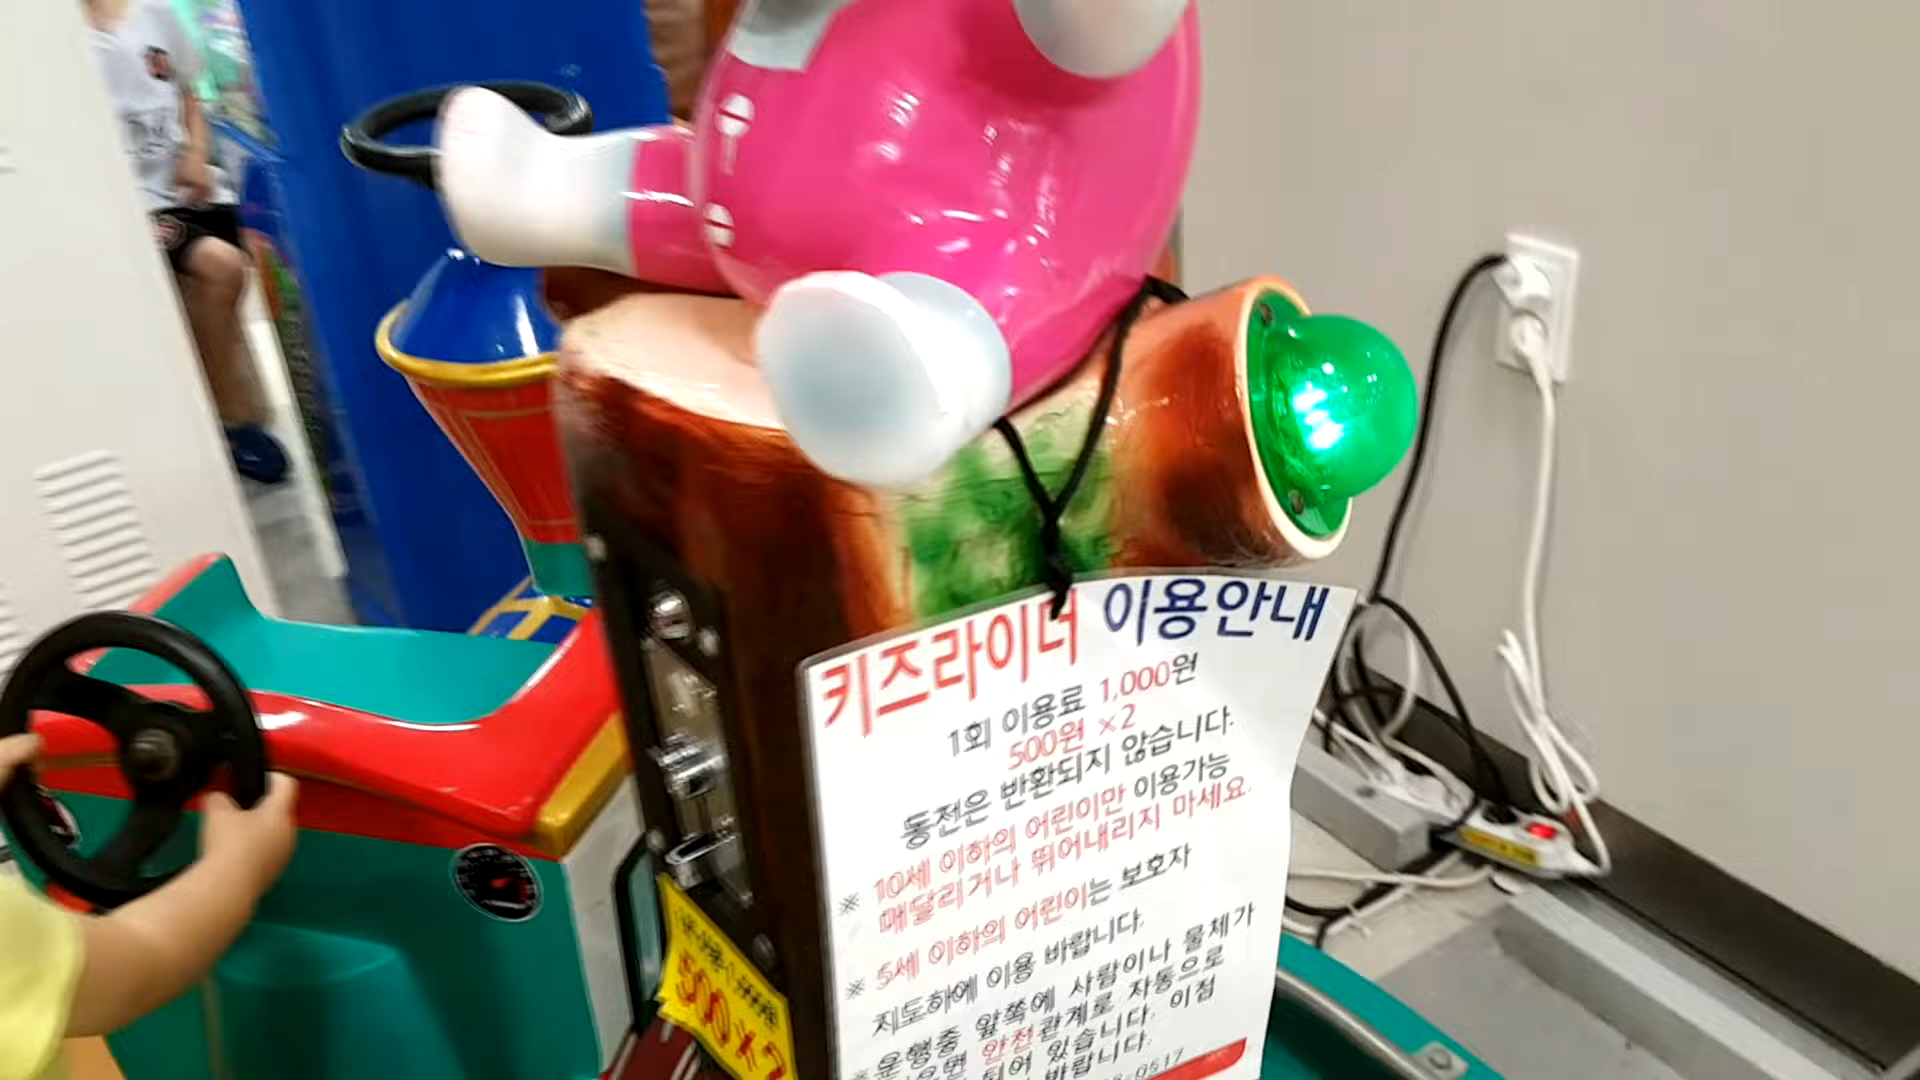 키즈라이더 이용안내
1회 이용료 1,000원
500원 ×2
동전은 반환되지 않습니다.
※ 10세 이하의 어린이만 이용가능
매달리거나 뛰어내리지 마세요.
※ 5세 이하의 어린이는 보호자
지도하에 이용 바랍니다.
※ 운행중 앞쪽에 사람이나 물체가
안전관계로 자동으로
되어 있습니다. 이점
바랍니다.
0517
500×2